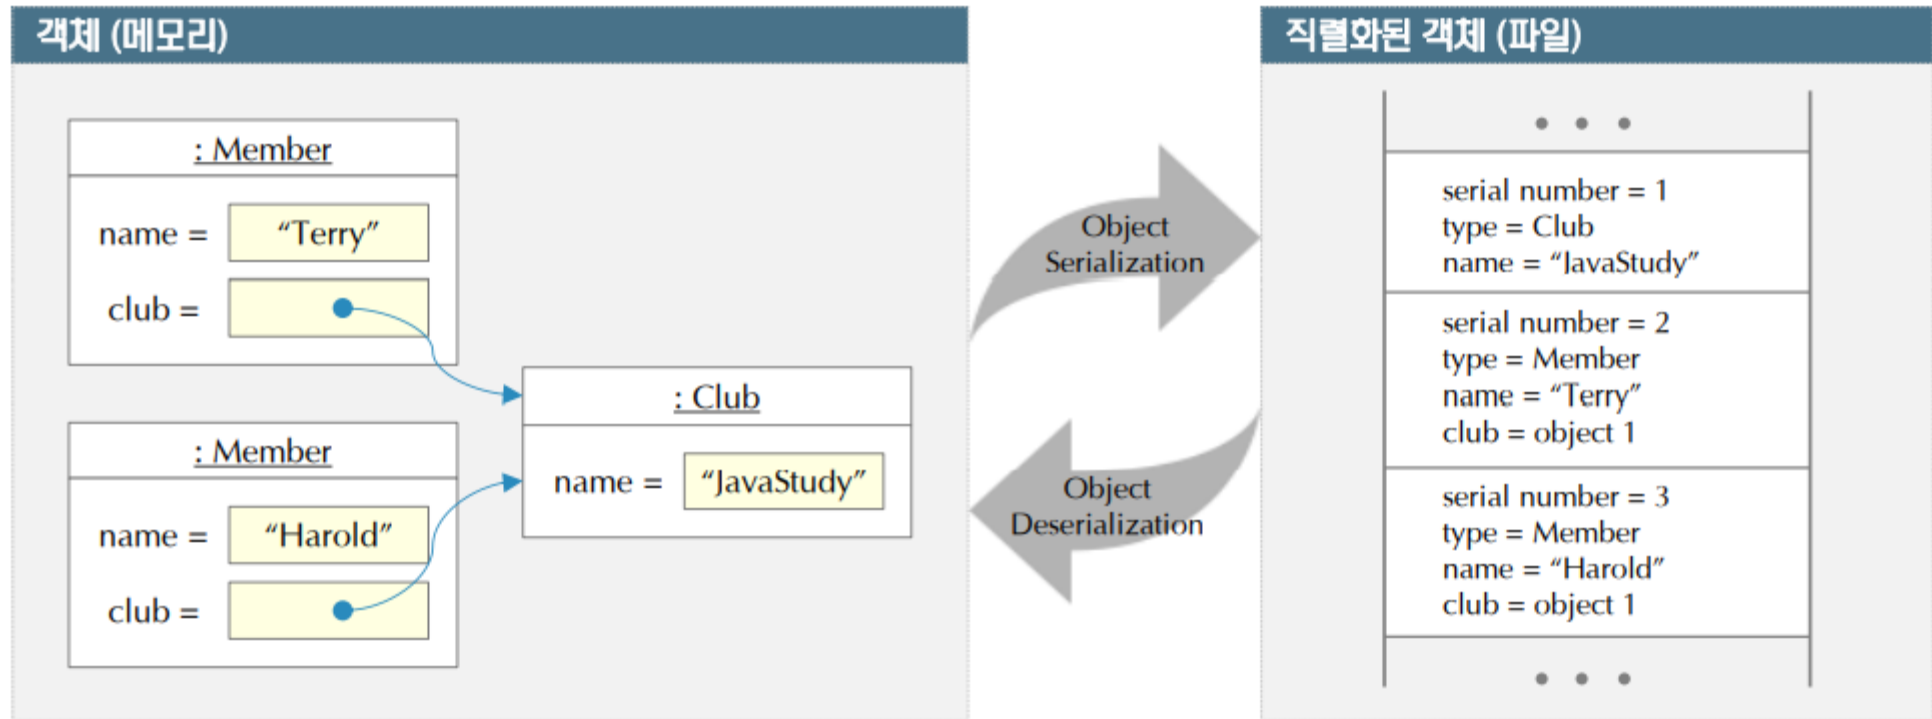 객체 (메모리)
: Member
name = "Terry"
club =
: Member
name = "Harold"
club =
: Club
name = "JavaStudy"
Object
Serialization
Object
Deserialization
직렬화된 객체 (파일)
• • •
serial number = 1
type = Club
name = "JavaStudy"
serial number = 2
type = Member
name = "Terry"
club = object 1
serial number = 3
type = Member
name = "Harold"
club = object 1
• • •